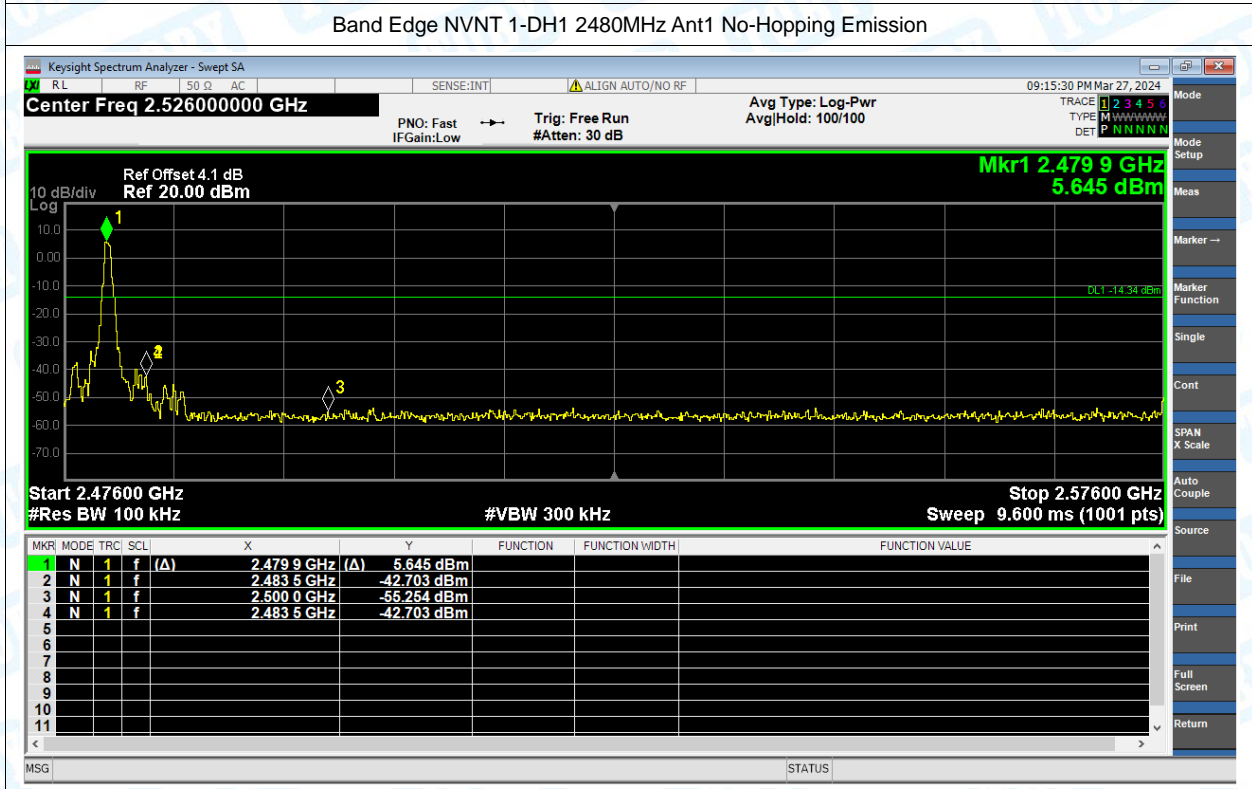 Band Edge NVNT 1-DH1 2480MHz Ant1 No-Hopping Emission
Keysight Spectrum Analyzer - Swept SA
LXI RL RF 50 Ω AC SENSE:INT ALIGN AUTO/NO RF 09:15:30 PM Mar 27, 2024
Center Freq 2.526000000 GHz
PNO: Fast
IFGain:Low
Trig: Free Run
#Atten: 30 dB
Avg Type: Log-Pwr
Avg|Hold: 100/100
TRACE 1 2 3 4 5 6
TYPE M WWWWW
DET P N N N N N
Mode
Mode Setup
Meas
Marker →
Marker Function
Single
Cont
SPAN X Scale
Auto Couple
Source
File
Print
Full Screen
Return
Mkr1 2.479 9 GHz
5.645 dBm
Ref Offset 4.1 dB
10 dB/div Ref 20.00 dBm
Log
10.0
0.00
-10.0
-20.0
-30.0
-40.0
-50.0
-60.0
-70.0
1
2
3
DL1 -14.34 dBm
Start 2.47600 GHz Stop 2.57600 GHz
#Res BW 100 kHz #VBW 300 kHz Sweep 9.600 ms (1001 pts)
MKR MODE TRC SCL X Y FUNCTION FUNCTION WIDTH FUNCTION VALUE
1 N 1 f (Δ) 2.479 9 GHz (Δ) 5.645 dBm
2 N 1 f 2.483 5 GHz -42.703 dBm
3 N 1 f 2.500 0 GHz -55.254 dBm
4 N 1 f 2.483 5 GHz -42.703 dBm
5
6
7
8
9
10
11
MSG STATUS